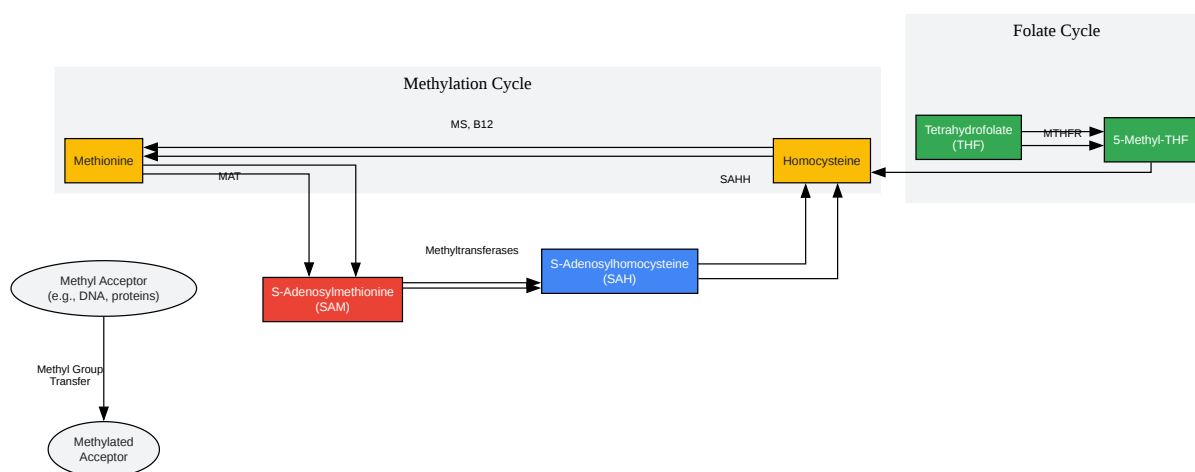 Folate Cycle
Methylation Cycle
MS, B12
Tetrahydrofolate
(THF)
MTHFR
5-Methyl-THF
Methionine
Homocysteine
MAT
SAHH
Methyltransferases
S-Adenosylhomocysteine
(SAH)
Methyl Acceptor
(e.g., DNA, proteins)
S-Adenosylmethionine
(SAM)
Methyl Group
Transfer
Methylated
Acceptor